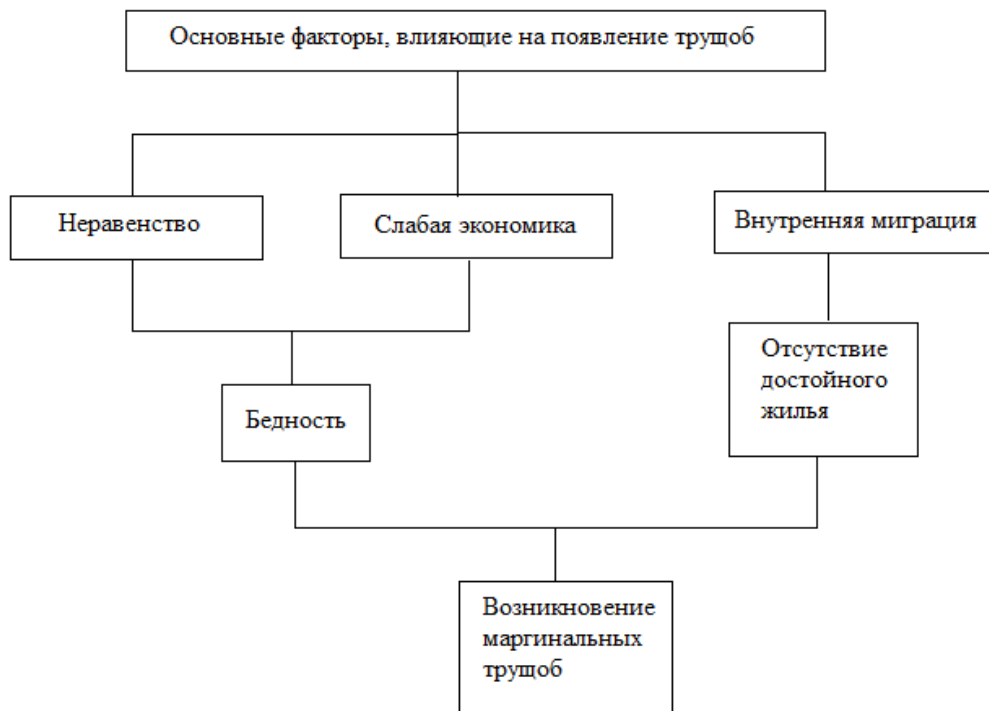 Основные факторы, влияющие на появление трущоб
Неравенство
Слабая экономика
Внутренняя миграция
Отсутствие
достойного
жилья
Бедность
Возникновение
маргинальных
трущоб